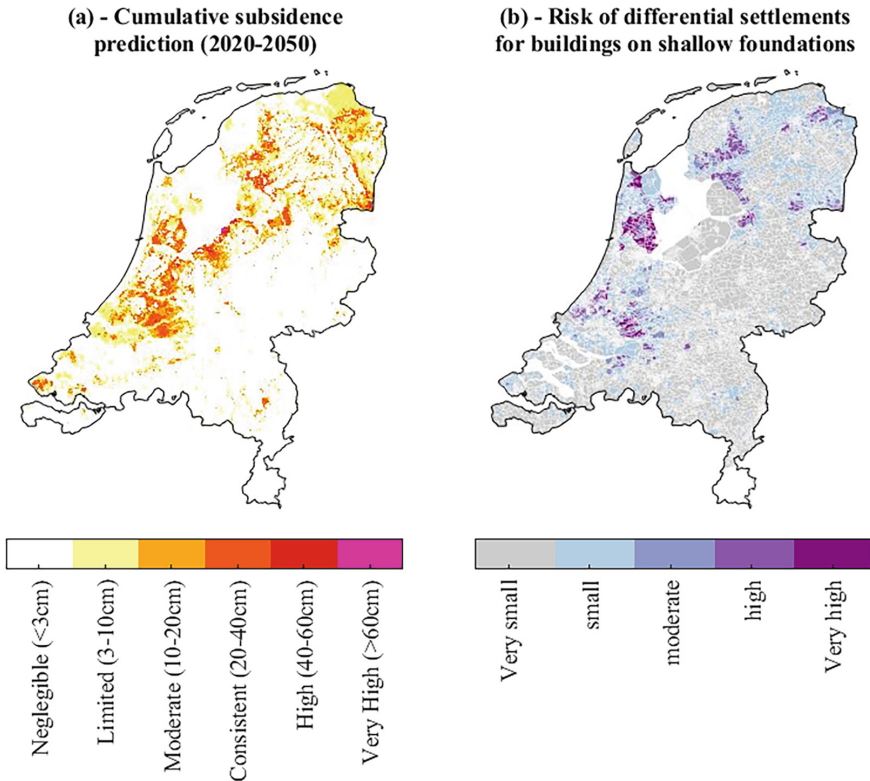 (a) - Cumulative subsidence
prediction (2020-2050)
(b) - Risk of differential settlements
for buildings on shallow foundations
Neglegible (<3cm)
Limited (3-10cm)
Moderate (10-20cm)
Consistent (20-40cm)
High (40-60cm)
Very High (>60cm)
Very small
small
moderate
high
Very high